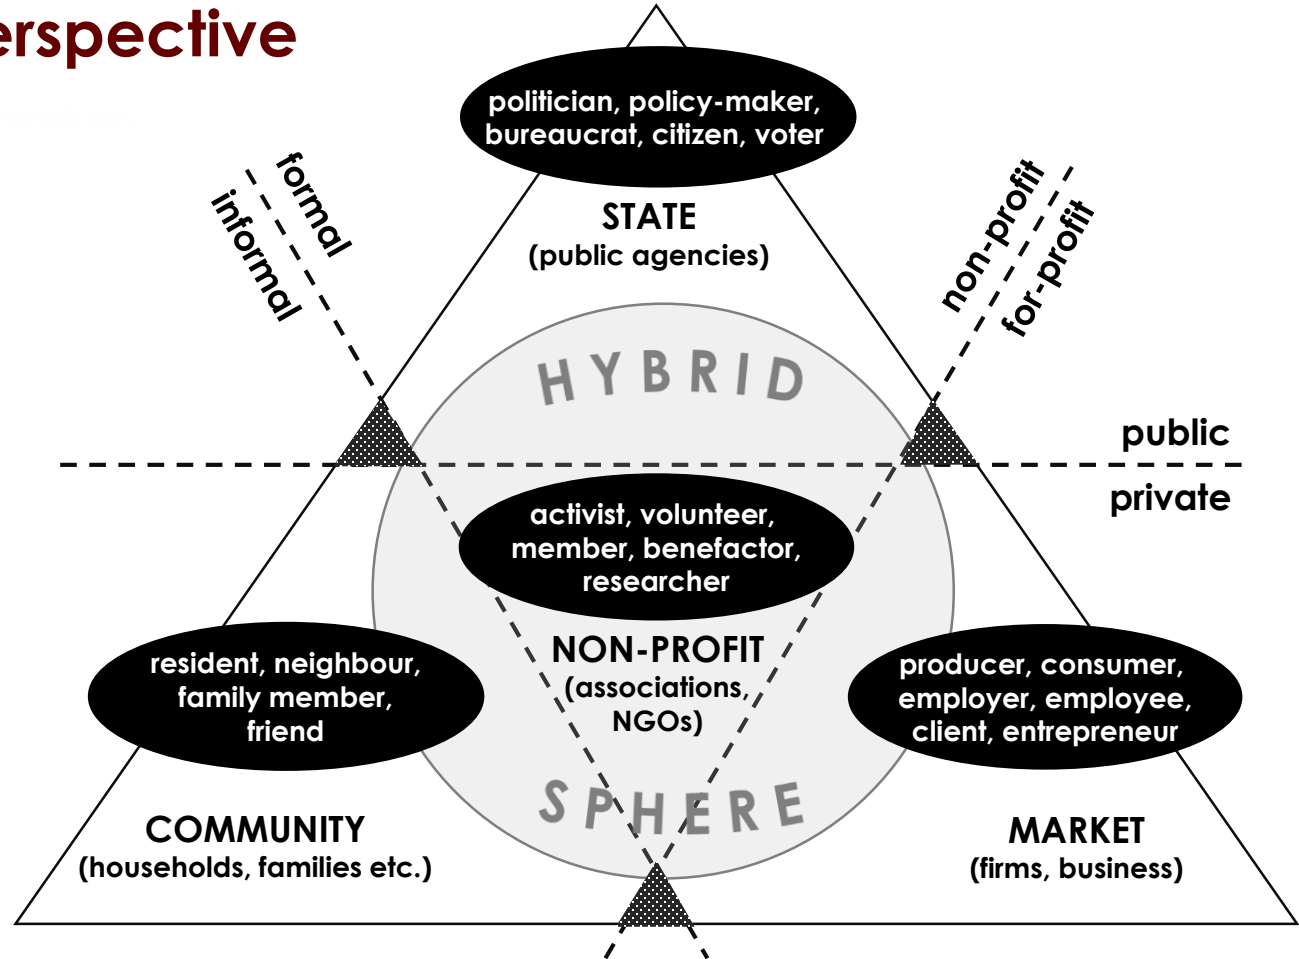 erspective
politician, policy-maker,
bureaucrat, citizen, voter
formal
informal
non-profit
for-profit
STATE
(public agencies)
HYBRID
public
private
activist, volunteer,
member, benefactor,
researcher
NON-PROFIT
(associations,
NGOs)
resident, neighbour,
family member,
friend
producer, consumer,
employer, employee,
client, entrepreneur
SPHERE
COMMUNITY
(households, families etc.)
MARKET
(firms, business)